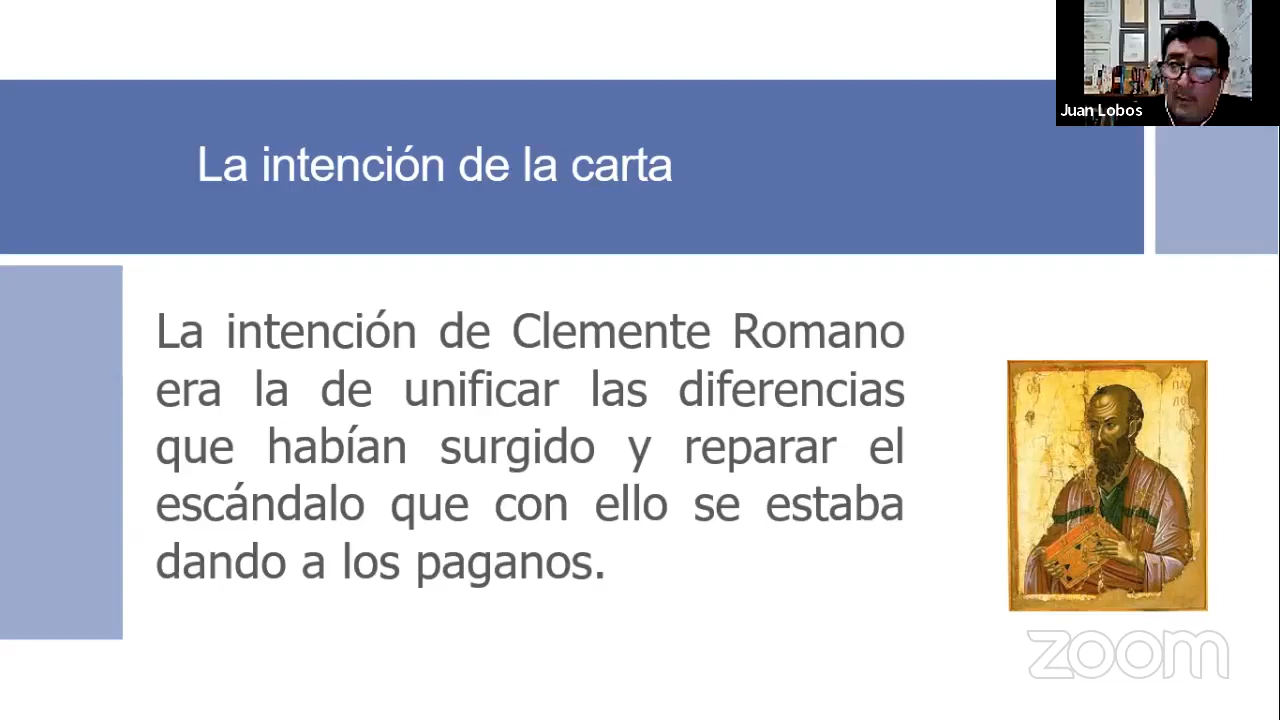 Juan Lobos
La intención de la carta
La intención de Clemente Romano
era la de unificar las diferencias
que habían surgido y reparar el
escándalo que con ello se estaba
dando a los paganos.
zoom